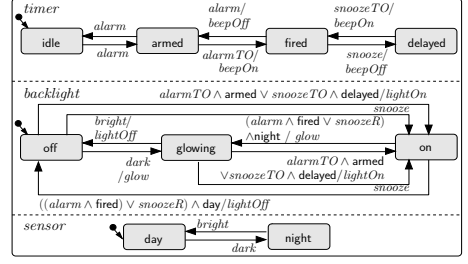 timer
alarm
alarm/
beepOff
snoozeTO/
beepOn
idle
armed
fired
delayed
alarm
alarmTO/
beepOn
snooze/
beepOff
backlight
alarmTO ∧ armed ∨ snoozeTO ∧ delayed/lightOn
snooze
bright/
lightOff
(alarm ∧ fired ∨ snoozeR)
∧night / glow
off
glowing
on
dark
/glow
alarmTO ∧ armed
∨snoozeTO ∧ delayed/lightOn
snooze
((alarm ∧ fired) ∨ snoozeR) ∧ day/lightOff
sensor
bright
day
night
dark